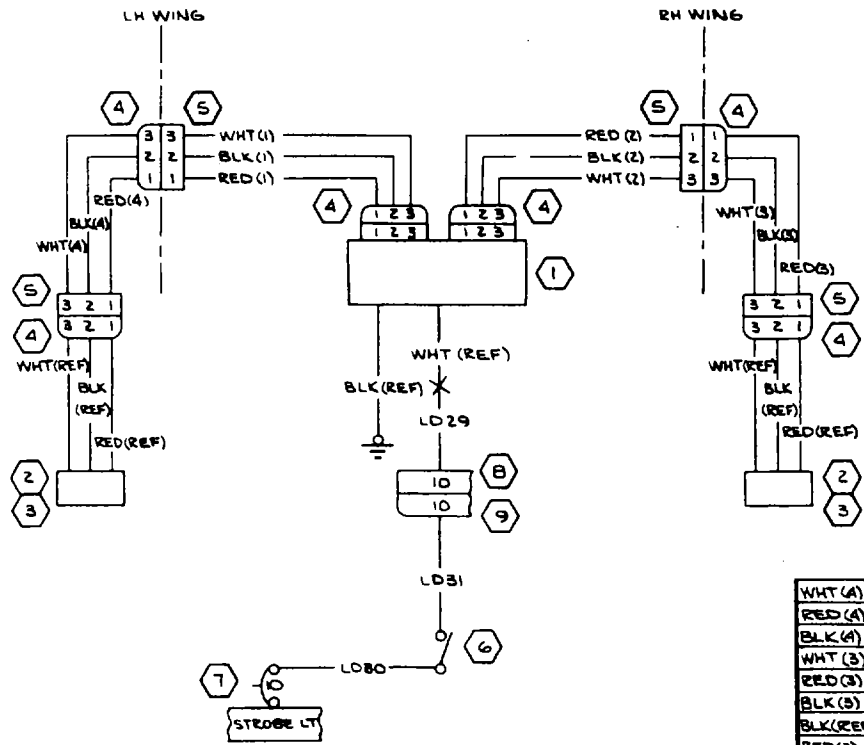 LH WING
RH WING
4 5
5 4
3 3 WHT(1)
2 2 BLK(1)
1 1 RED(1)
RED(2) 1 1
BLK(2) 2 2
WHT(2) 3 3
RED(4)
BLK(4)
WHT(4)
4
1 2 3
1 2 3
1 2 3
1 2 3
4
WHT(3)
BLK(3)
RED(3)
1
5
3 2 1
4
3 2 1
3 2 1
5
3 2 1
4
WHT(REF)
BLK
(REF)
RED(REF)
WHT (REF)
BLK(REF)
LD29
WHT(REF)
BLK
(REF)
RED(REF)
2
3
10
8
10
9
2
3
LD31
6
LD30
7
10
STROBE LT
WHT(4)
RED(4)
BLK(4)
WHT(3)
RED(3)
BLK(3)
BLK(REF